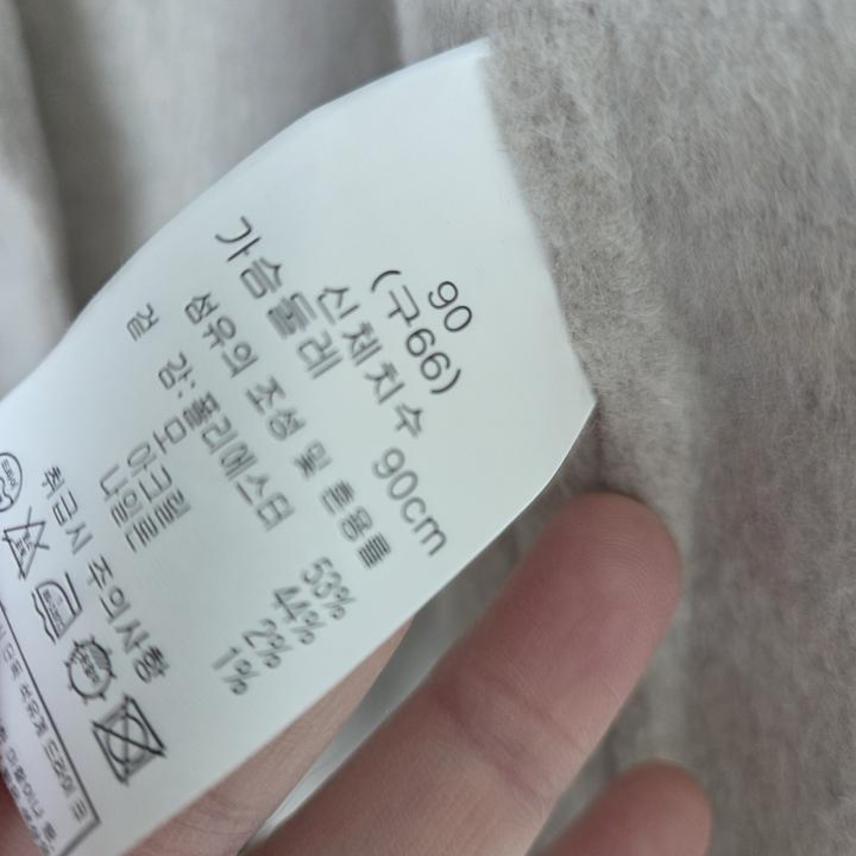 90
(구66)
신체치수
가슴둘레 90cm
섬유의 조성 및 혼용률
겉감: 폴리에스터 53%
모 44%
아크릴 2%
나일론 1%
취급시 주의사항